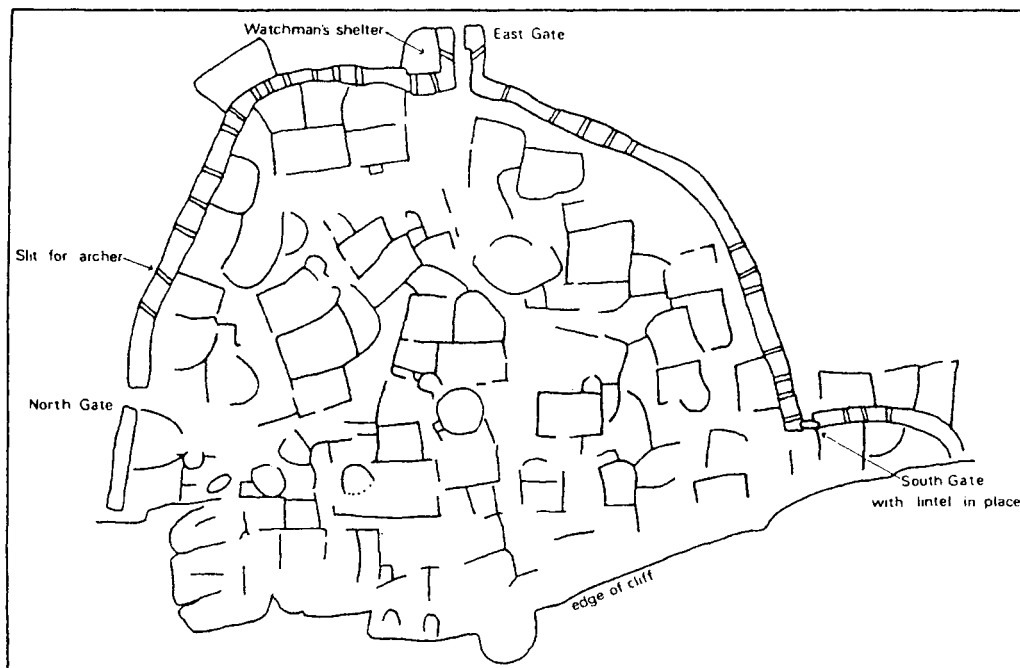 Watchman's shelter
East Gate
Slit for archer
North Gate
South Gate
with lintel in place
edge of cliff